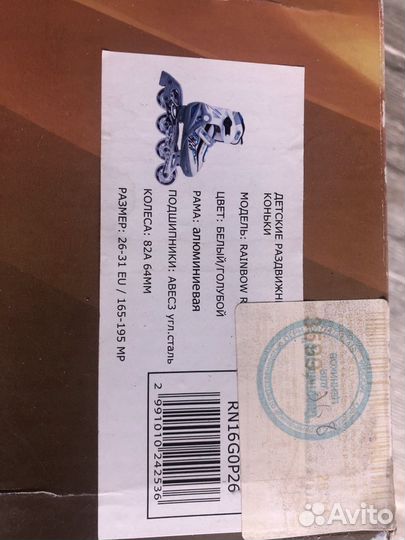 ДЕТСКИЕ РАЗДВИЖН
КОНЬКИ
МОДЕЛЬ: RAINBOW R
ЦВЕТ: БЕЛЫЙ/ГОЛУБОЙ
РАМА: алюминиевая
ПОДШИПНИКИ: ABEC3 угл.сталь
КОЛЕСА: 82А 64ММ
РАЗМЕР: 26-31 EU / 165-195 МР
RN16G0P26
2 991010 242536
Avito